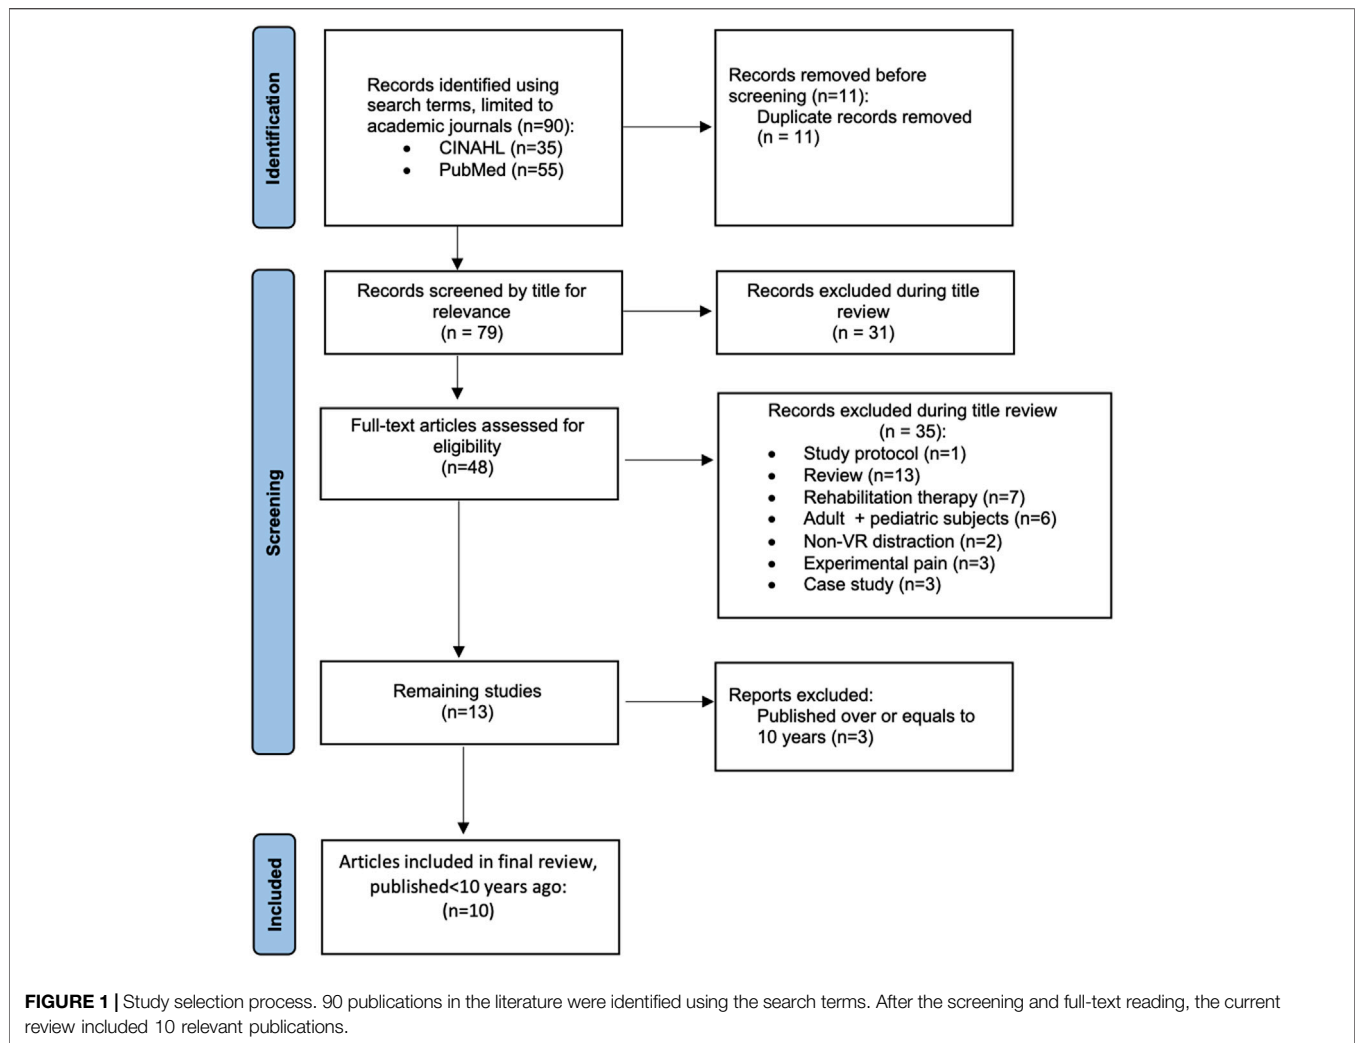 Identification
Records identified using
search terms, limited to
academic journals (n=90):
• CINAHL (n=35)
• PubMed (n=55)
Records removed before
screening (n=11):
Duplicate records removed
(n = 11)
Screening
Records screened by title for
relevance
(n = 79)
Records excluded during title
review
(n = 31)
Full-text articles assessed for
eligibility
(n=48)
Records excluded during title review
(n = 35):
• Study protocol (n=1)
• Review (n=13)
• Rehabilitation therapy (n=7)
• Adult + pediatric subjects (n=6)
• Non-VR distraction (n=2)
• Experimental pain (n=3)
• Case study (n=3)
Remaining studies
(n=13)
Reports excluded:
Published over or equals to
10 years (n=3)
Included
Articles included in final review,
published<10 years ago:
(n=10)
FIGURE 1 | Study selection process. 90 publications in the literature were identified using the search terms. After the screening and full-text reading, the current
review included 10 relevant publications.